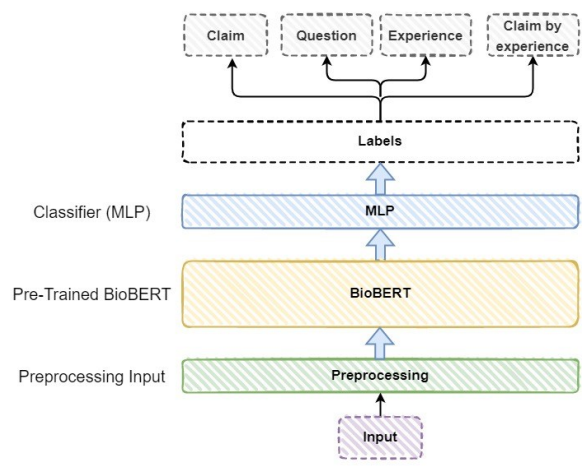 Claim
Question
Experience
Claim by
experience
Labels
Classifier (MLP)
MLP
Pre-Trained BioBERT
BioBERT
Preprocessing Input
Preprocessing
Input